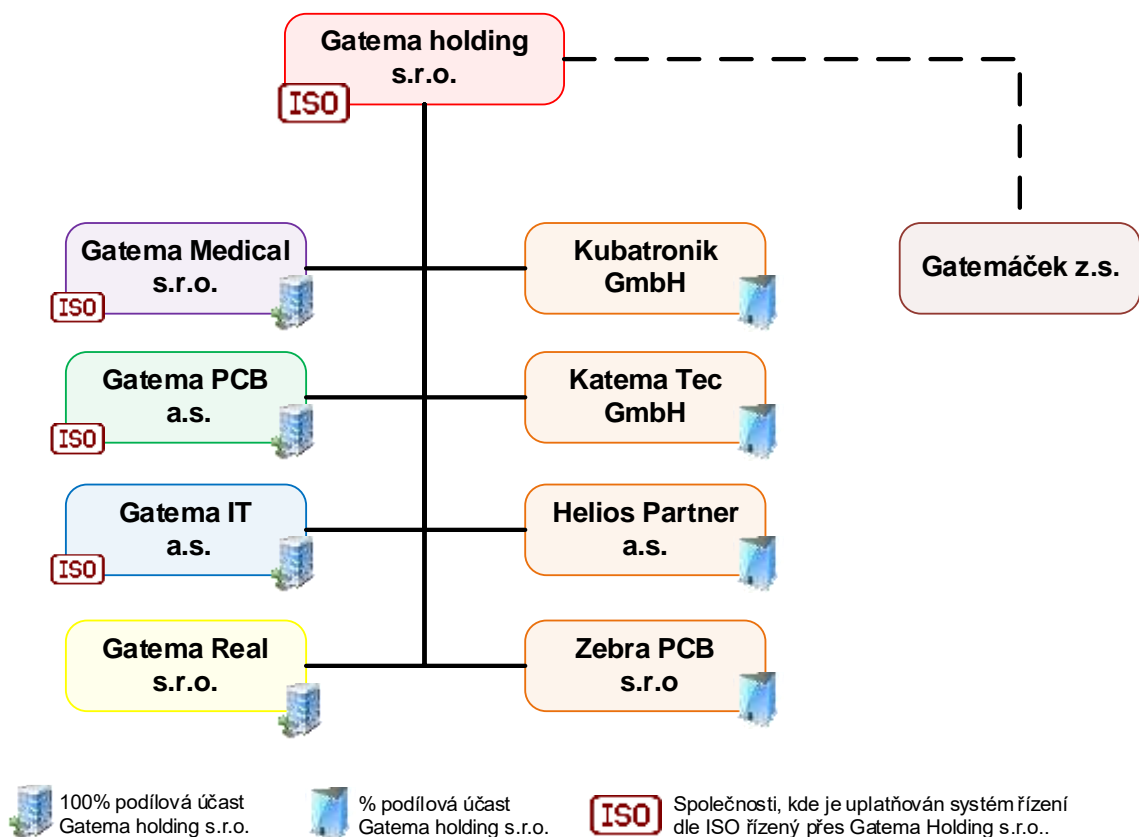 Gatema holding
s.r.o.
ISO
Gatema Medical
s.r.o.
ISO
Kubatronik
GmbH
Gatemáček z.s.
Gatema PCB
a.s.
ISO
Katema Tec
GmbH
Gatema IT
a.s.
ISO
Helios Partner
a.s.
Gatema Real
s.r.o.
Zebra PCB
s.r.o
100% podílová účast
Gatema holding s.r.o.
% podílová účast
Gatema holding s.r.o.
ISO
Společnosti, kde je uplatňován systém řízení
dle ISO řízený přes Gatema Holding s.r.o..